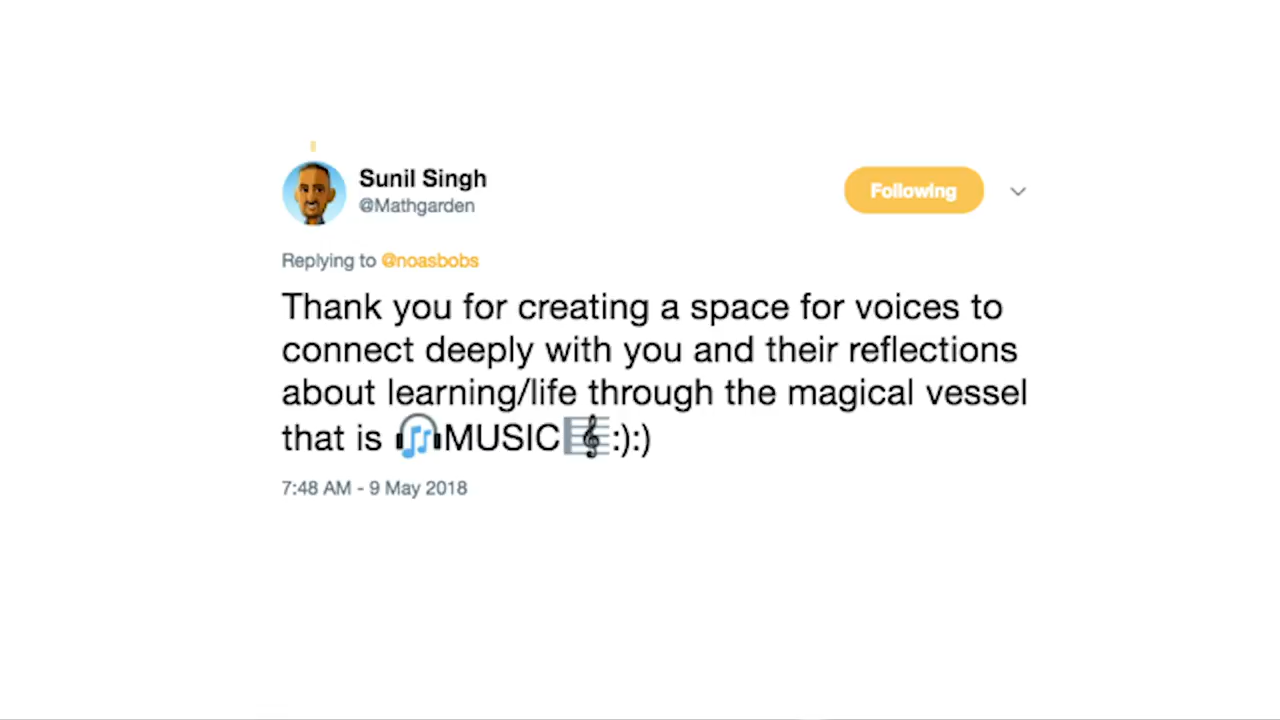 Sunil Singh
@Mathgarden
Following
Replying to @noasbobs
Thank you for creating a space for voices to
connect deeply with you and their reflections
about learning/life through the magical vessel
that is 🎧MUSIC🎼:):)
7:48 AM - 9 May 2018